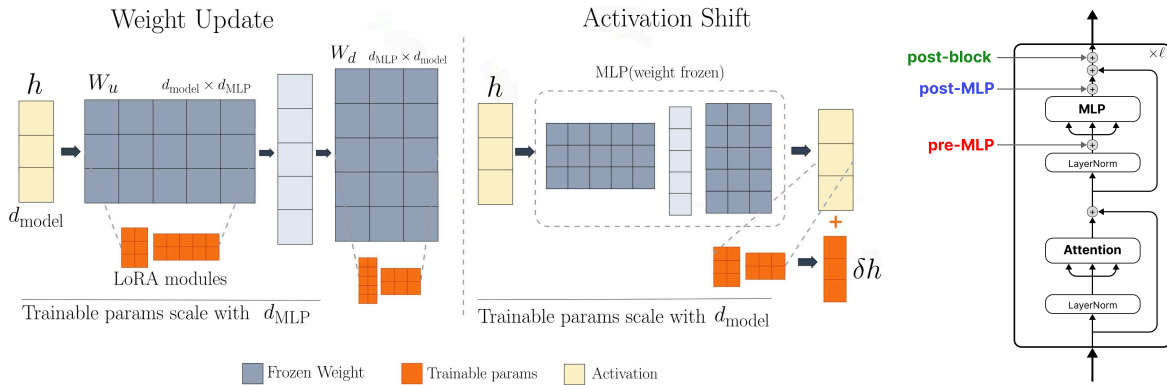 Weight Update
h
W_u
d_model × d_MLP
W_d
d_MLP × d_model
d_model
LoRA modules
Trainable params scale with d_MLP
Activation Shift
h
MLP(weight frozen)
+
δh
Trainable params scale with d_model
Frozen Weight
Trainable params
Activation
×ℓ
post-block
+
+
post-MLP
+
MLP
pre-MLP
+
LayerNorm
+
Attention
LayerNorm